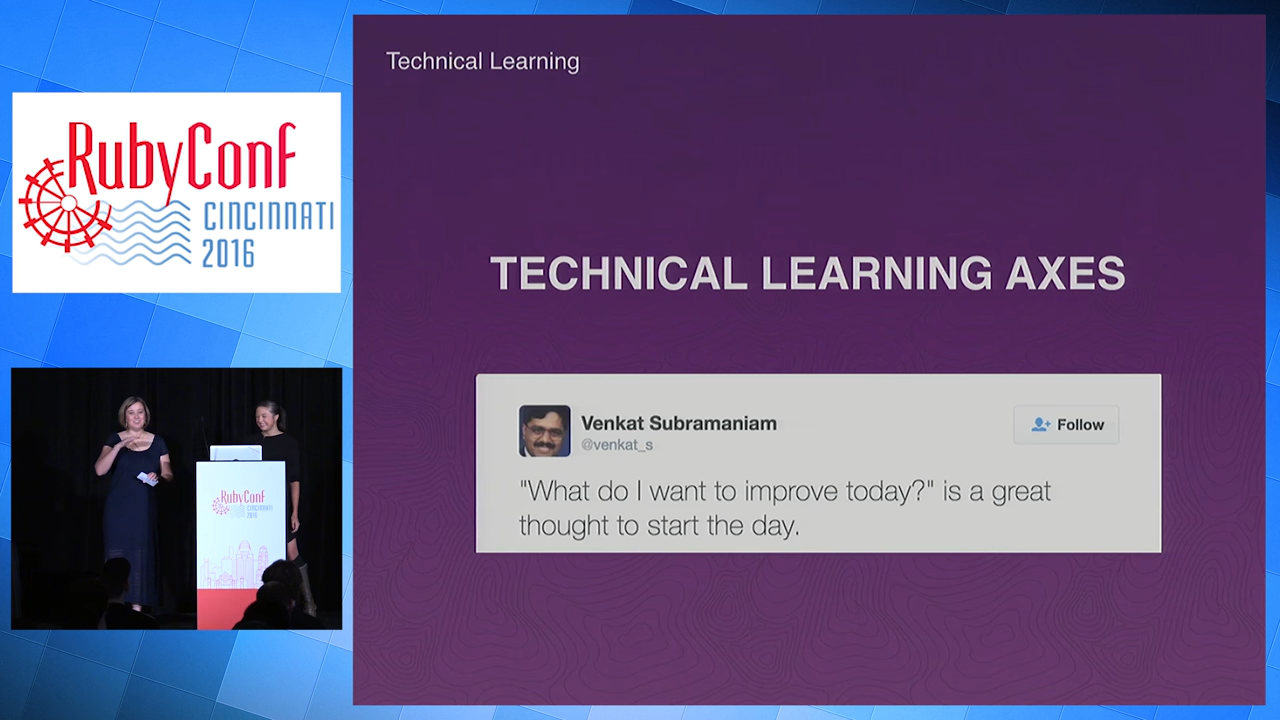 Technical Learning
RubyConf
CINCINNATI
2016
TECHNICAL LEARNING AXES
Venkat Subramaniam
@venkat_s
Follow
"What do I want to improve today?" is a great
thought to start the day.
RubyConf
CINCINNATI
2016